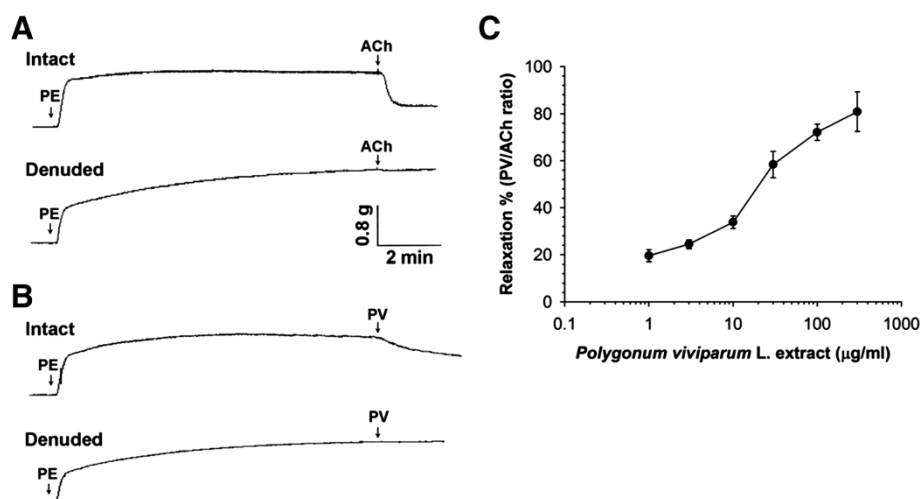 A
Intact
PE
ACh
Denuded
PE
ACh
0.8 g
2 min
B
Intact
PE
PV
Denuded
PE
PV
C
Relaxation % (PV/ACh ratio)
100
80
60
40
20
0
0.1 1 10 100 1000
Polygonum viviparum L. extract (μg/ml)